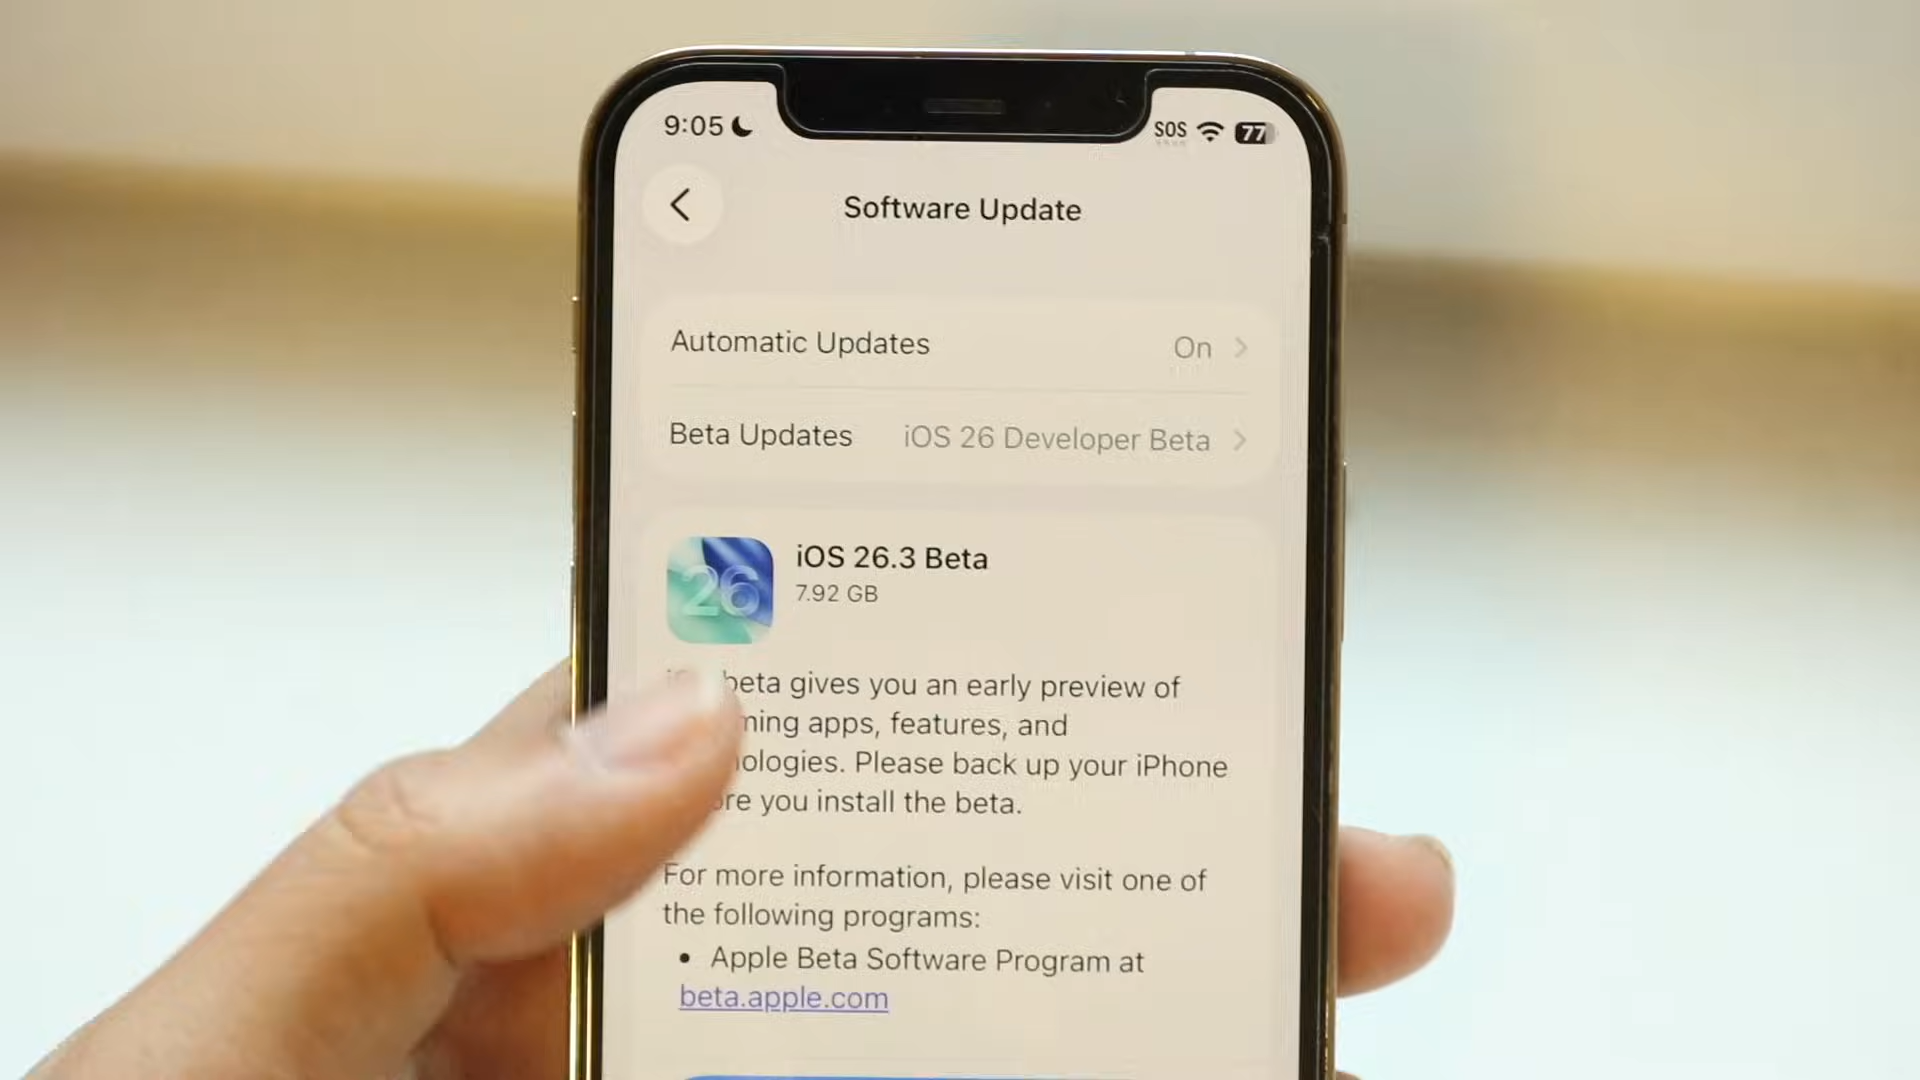 9:05
SOS 77
Software Update
Automatic Updates On
Beta Updates iOS 26 Developer Beta
26
iOS 26.3 Beta
7.92 GB
beta gives you an early preview of
apps, features, and
Please back up your iPhone
you install the beta.
For more information, please visit one of
the following programs:
• Apple Beta Software Program at
beta.apple.com